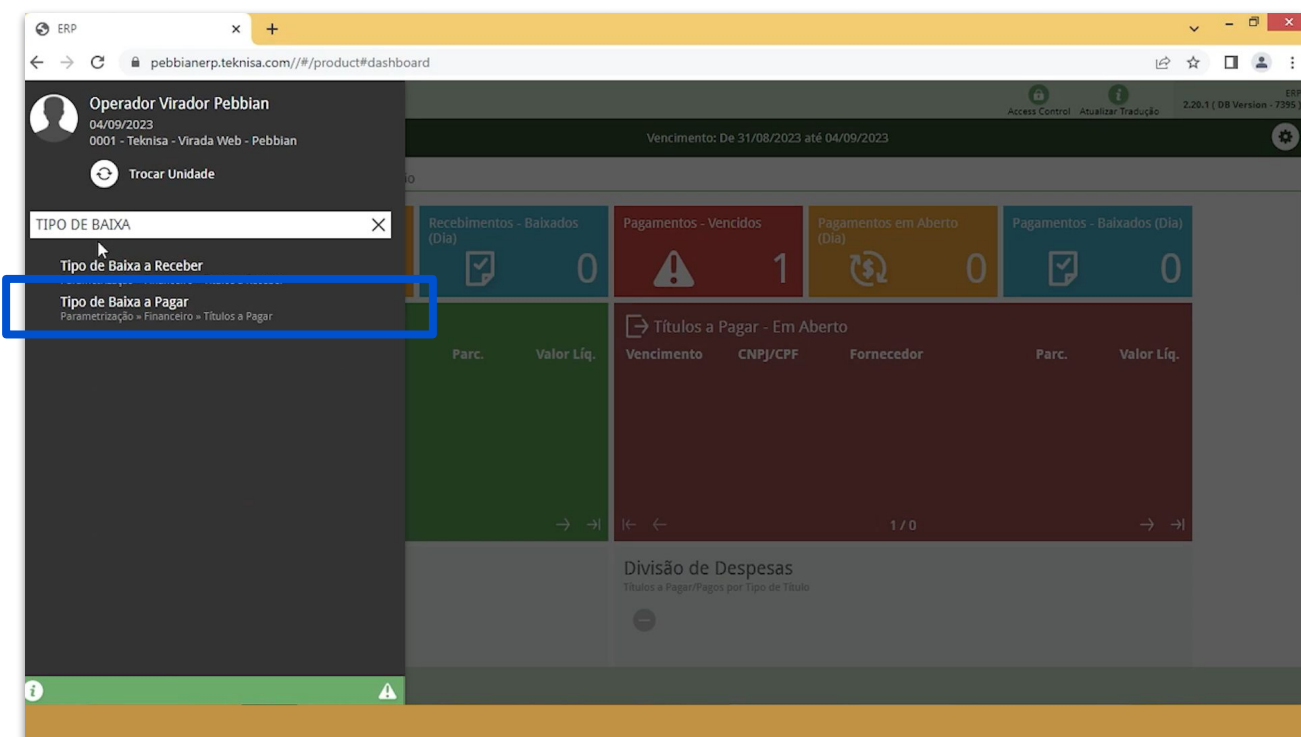 ERP
pebbianerp.teknisa.com//#/product#dashboard
Operador Virador Pebbian
04/09/2023
0001 - Teknisa - Virada Web - Pebbian
Trocar Unidade
Access Control
Atualizar Tradução
ERP
2.20.1 ( DB Version - 7395 )
Vencimento: De 31/08/2023 até 04/09/2023
TIPO DE BAIXA
Tipo de Baixa a Receber
Parametrização » Financeiro » Títulos a Receber
Tipo de Baixa a Pagar
Parametrização » Financeiro » Títulos a Pagar
Recebimentos - Baixados (Dia)
0
Pagamentos - Vencidos
1
Pagamentos em Aberto (Dia)
0
Pagamentos - Baixados (Dia)
0
Parc. Valor Líq.
Títulos a Pagar - Em Aberto
Vencimento CNPJ/CPF Fornecedor Parc. Valor Líq.
1 / 0
Divisão de Despesas
Títulos a Pagar/Pagos por Tipo de Título